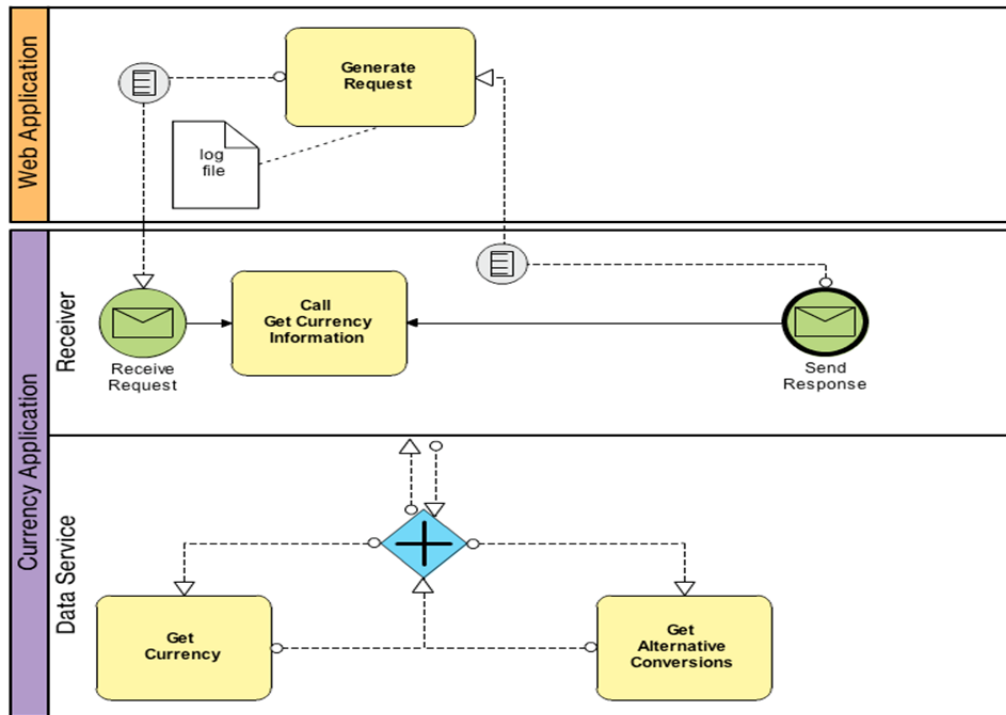 Web Application
Generate
Request
log
file
Currency Application
Receiver
Receive
Request
Call
Get Currency
Information
Send
Response
Data Service
Get
Currency
Get
Alternative
Conversions